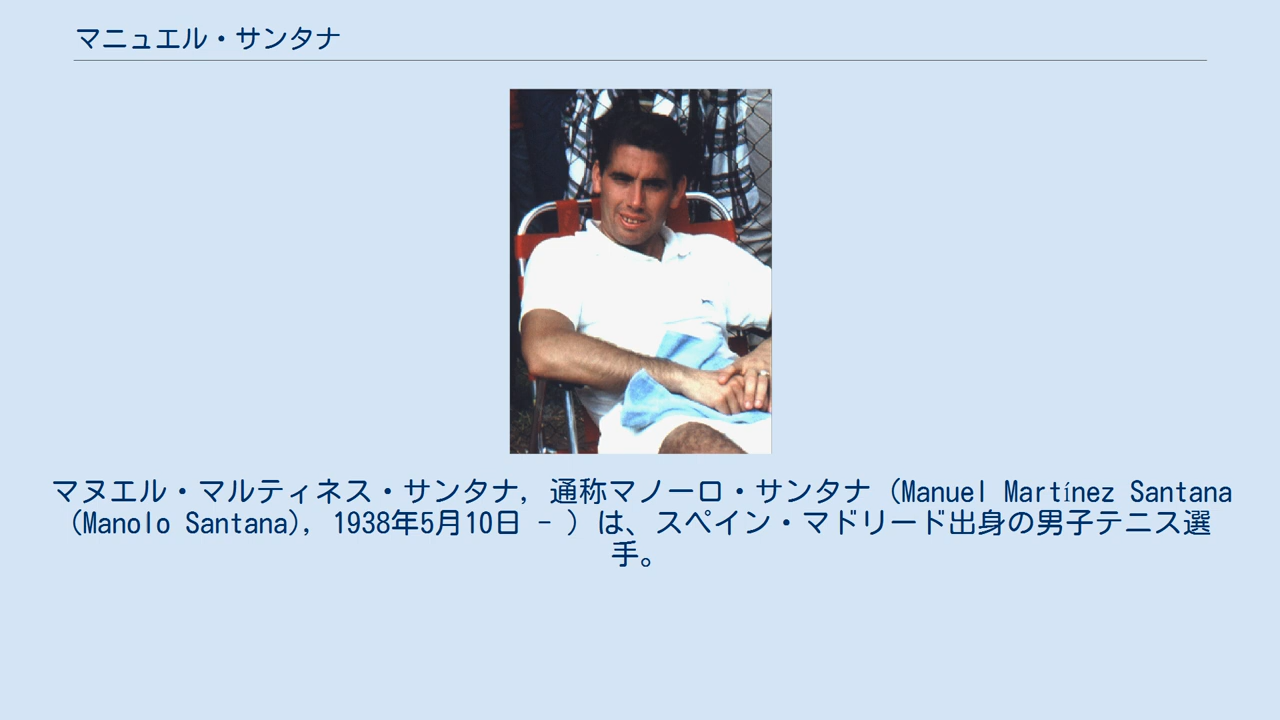 マニュエル・サンタナ
マヌエル・マルティネス・サンタナ, 通称マノーロ・サンタナ (Manuel Martínez Santana
(Manolo Santana), 1938年5月10日 - ) は、スペイン・マドリード出身の男子テニス選
手。